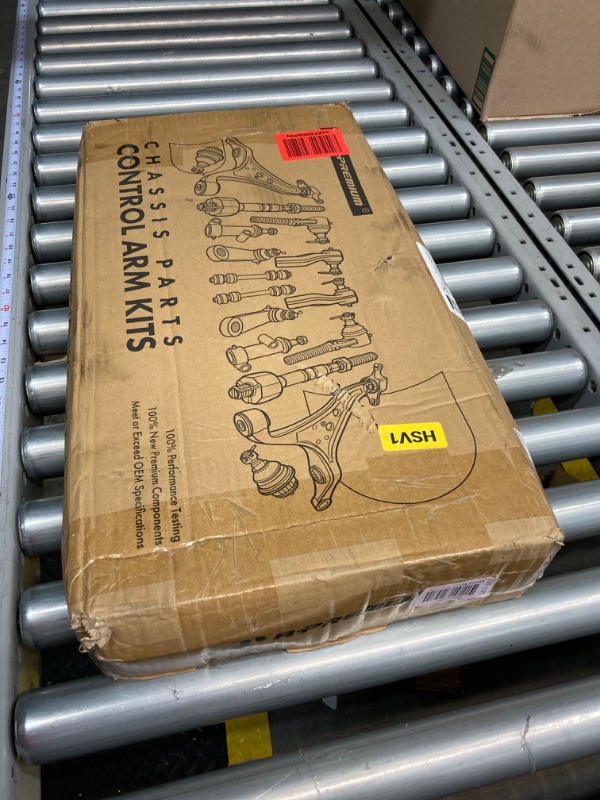 CHASSIS PARTS
CONTROL ARM KITS
PREMIUM
100% Performance Testing
100% New Premium Components
Meet or Exceed OEM Specifications
HSV1